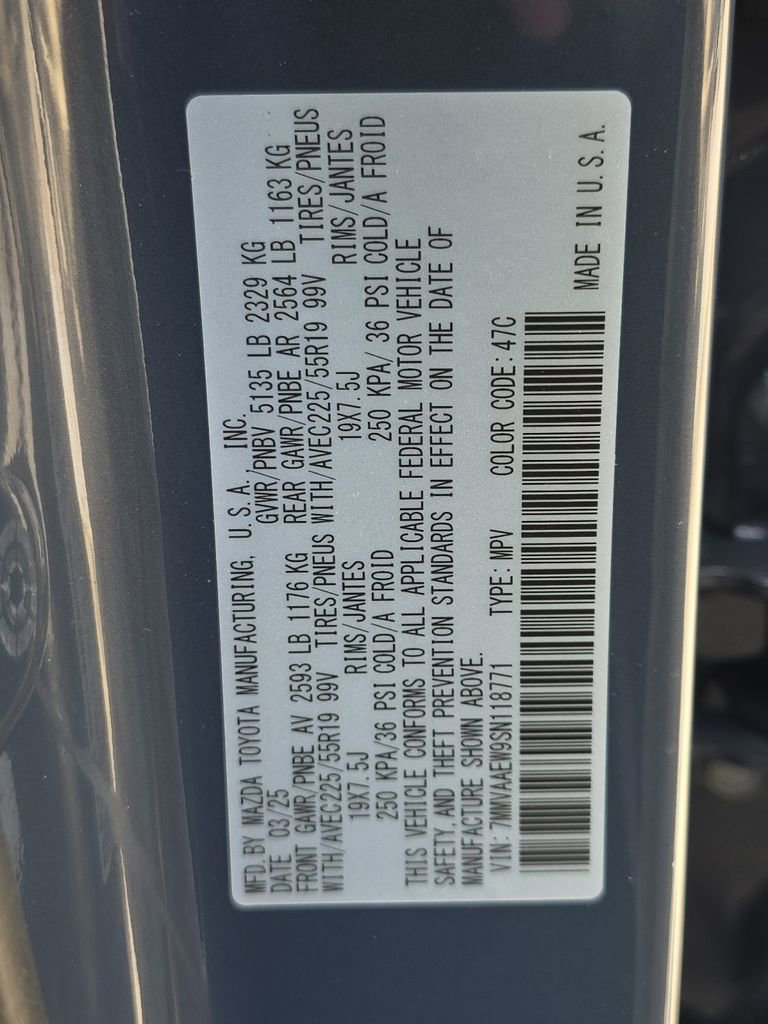 MFD. BY MAZDA TOYOTA MANUFACTURING, U.S.A., INC.
DATE 03/25 GVWR/PNBV 5135 LB 2329 KG
FRONT GAWR/PNBE AV 2593 LB 1176 KG REAR GAWR/PNBE AR 2564 LB 1163 KG
WITH/AVEC225/55R19 99V TIRES/PNEUS WITH/AVEC225/55R19 99V TIRES/PNEUS
19X7.5J RIMS/JANTES 19X7.5J RIMS/JANTES
250 KPA/36 PSI COLD/A FROID 250 KPA/ 36 PSI COLD/A FROID
THIS VEHICLE CONFORMS TO ALL APPLICABLE FEDERAL MOTOR VEHICLE
SAFETY, AND THEFT PREVENTION STANDARDS IN EFFECT ON THE DATE OF
MANUFACTURE SHOWN ABOVE.
VIN: 7MMVAAEW9SN118771 TYPE: MPV COLOR CODE: 47C
MADE IN U.S.A.